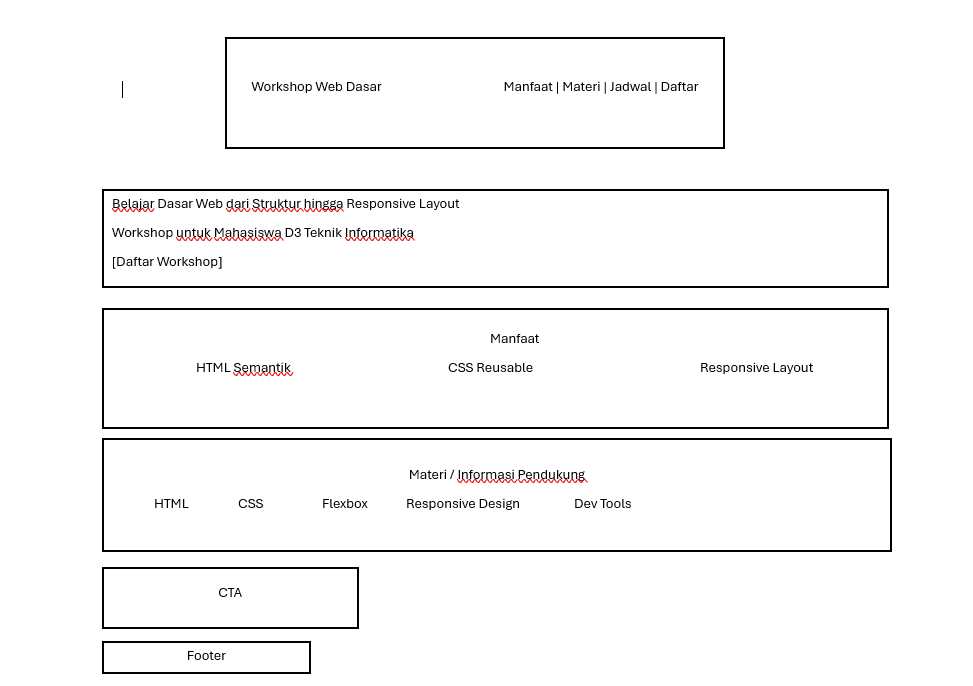 Workshop Web Dasar Manfaat | Materi | Jadwal | Daftar
Belajar Dasar Web dari Struktur hingga Responsive Layout
Workshop untuk Mahasiswa D3 Teknik Informatika
[Daftar Workshop]
Manfaat
HTML Semantik CSS Reusable Responsive Layout
Materi / Informasi Pendukung
HTML CSS Flexbox Responsive Design Dev Tools
CTA
Footer